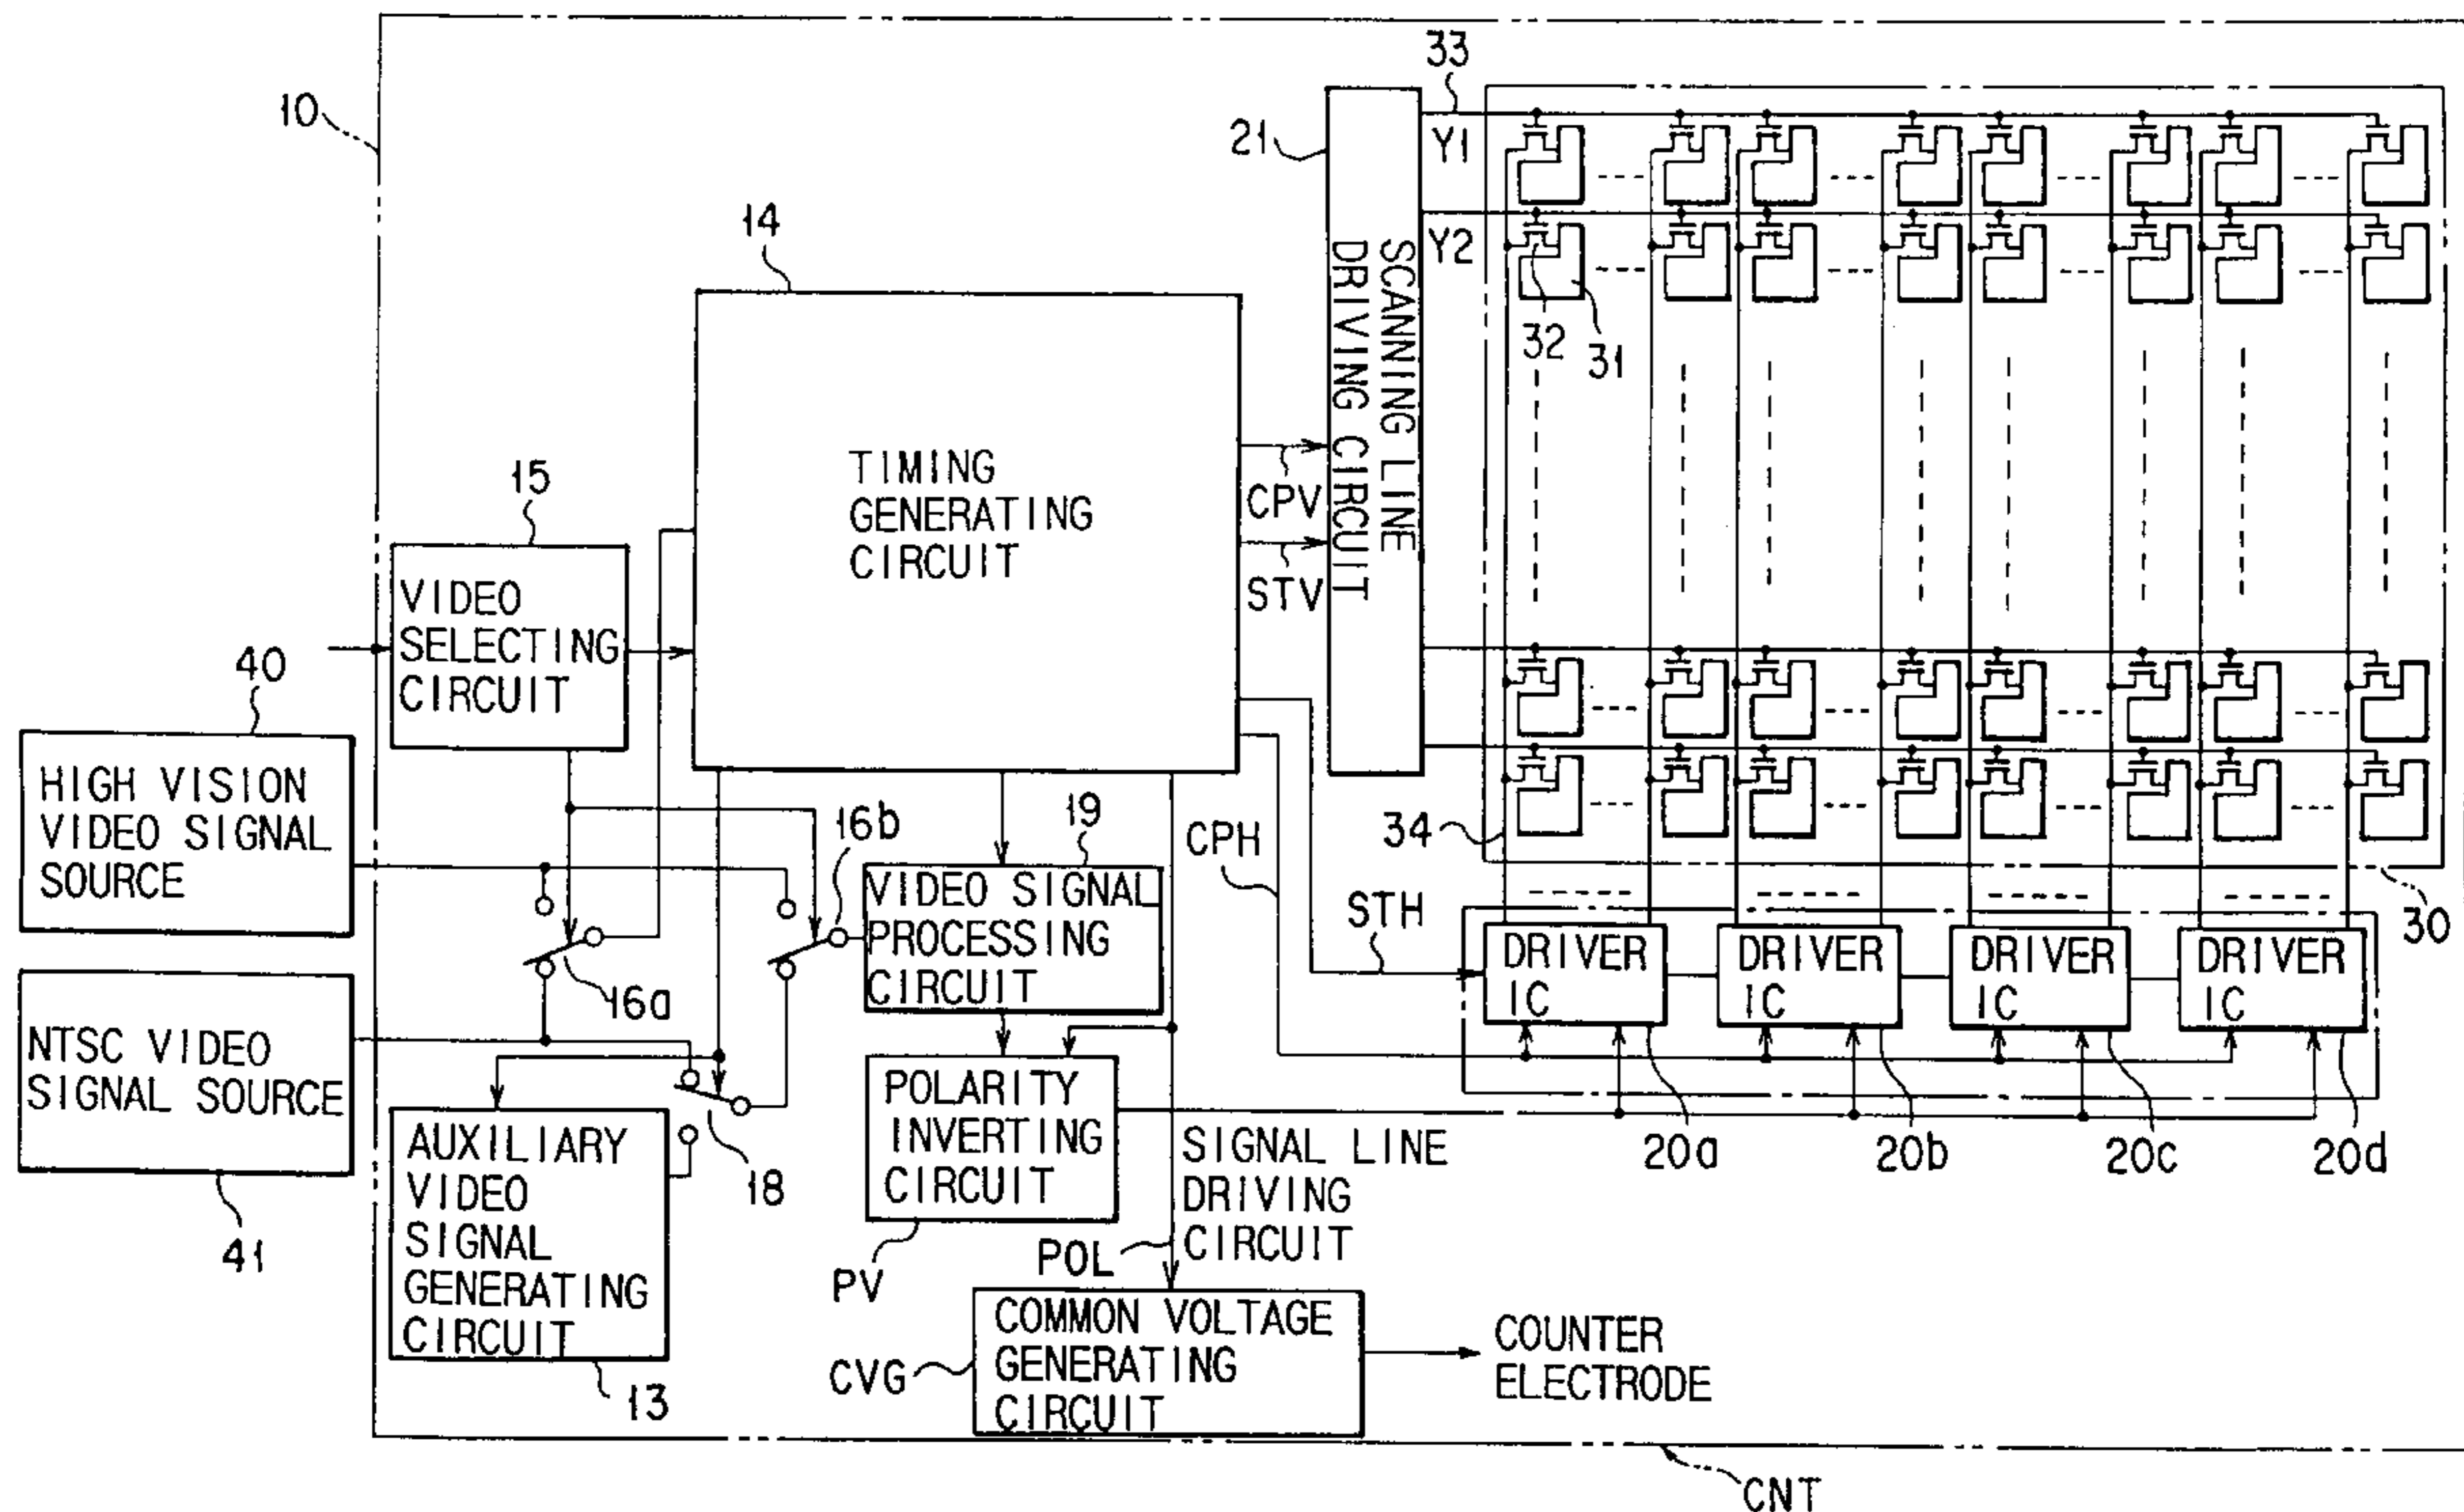 10
33
21
Y1
Y2
32
31
SCANNING LINE
DRIVING CIRCUIT
14
TIMING
GENERATING
CIRCUIT
CPV
STV
15
VIDEO
SELECTING
CIRCUIT
40
HIGH VISION
VIDEO SIGNAL
SOURCE
16a
16b
19
VIDEO SIGNAL
PROCESSING
CIRCUIT
CPH
34
STH
30
DRIVER
IC
DRIVER
IC
DRIVER
IC
DRIVER
IC
20a
20b
20c
20d
NTSC VIDEO
SIGNAL SOURCE
41
AUXILIARY
VIDEO
SIGNAL
GENERATING
CIRCUIT
13
18
POLARITY
INVERTING
CIRCUIT
PV
SIGNAL LINE
DRIVING
CIRCUIT
POL
CVG
COMMON VOLTAGE
GENERATING
CIRCUIT
COUNTER
ELECTRODE
CNT